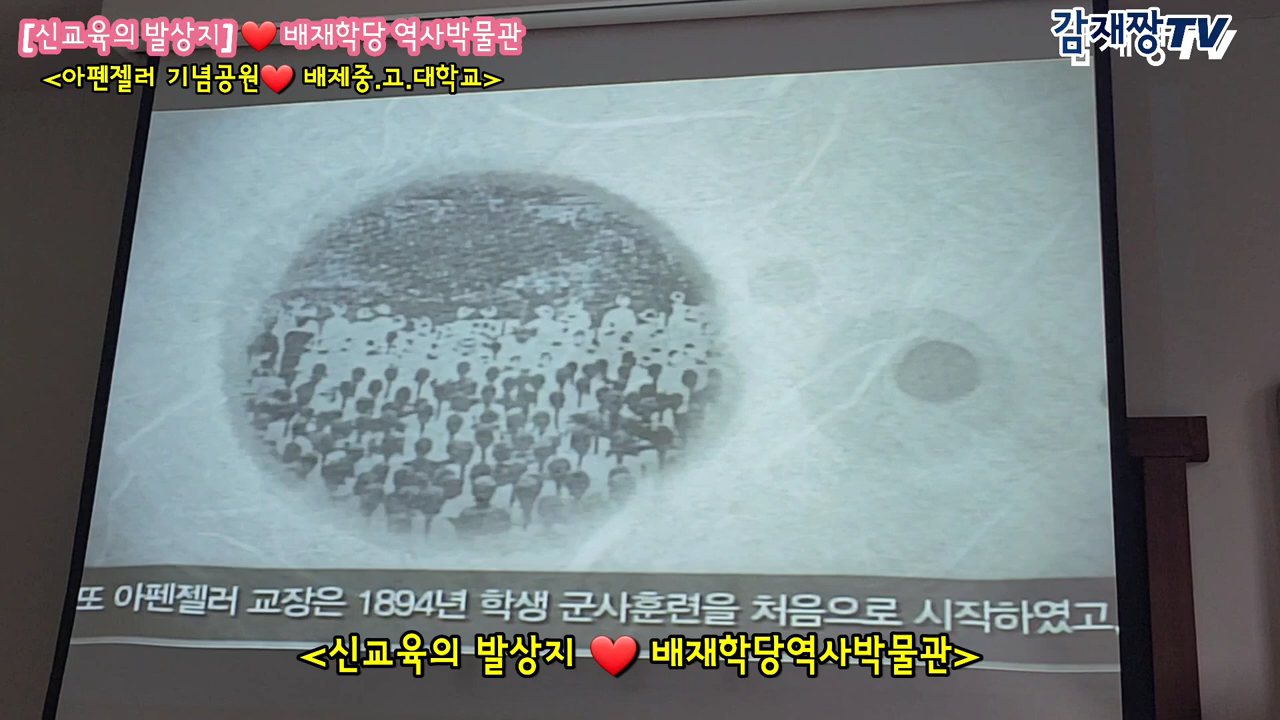 [신교육의 발상지]❤️배재학당 역사박물관
<아펜젤러 기념공원❤️ 배제중.고.대학교>
감재짱TV
또 아펜젤러 교장은 1894년 학생 군사훈련을 처음으로 시작하였고,
<신교육의 발상지 ❤️ 배재학당역사박물관>